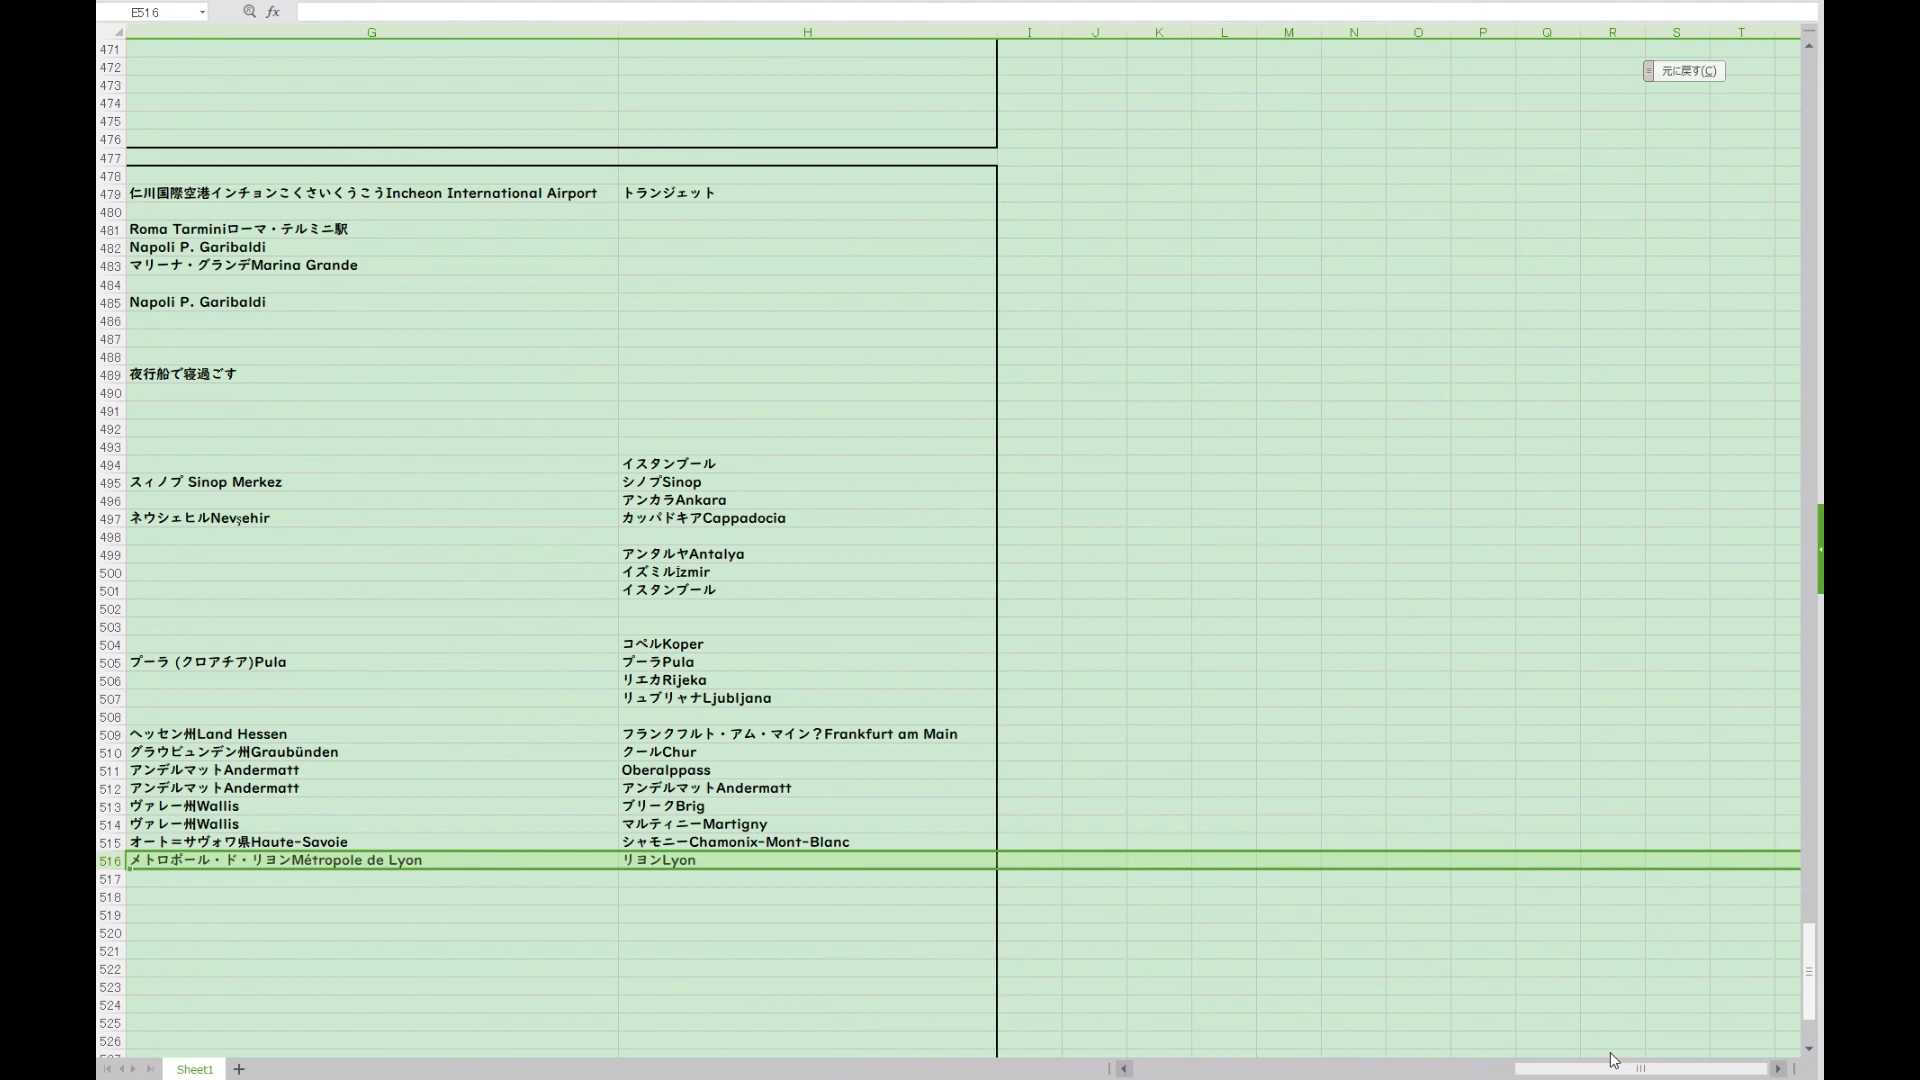 E516
fx
G H I J K L M N O P Q R S T
元に戻す(C)
471
472
473
474
475
476
477
478
479 仁川国際空港インチョンこくさいくうこうIncheon International Airport トランジェット
480
481 Roma Tarminiローマ・テルミニ駅
482 Napoli P. Garibaldi
483 マリーナ・グランデMarina Grande
484
485 Napoli P. Garibaldi
486
487
488
489 夜行船で寝過ごす
490
491
492
493
494 イスタンブール
495 スィノプ Sinop Merkez シノプSinop
496 アンカラAnkara
497 ネウシェヒルNevşehir カッパドキアCappadocia
498
499 アンタルヤAntalya
500 イズミルİzmir
501 イスタンブール
502
503
504 コペルKoper
505 プーラ (クロアチア)Pula プーラPula
506 リエカRijeka
507 リュブリャナLjubljana
508
509 ヘッセン州Land Hessen フランクフルト・アム・マイン？Frankfurt am Main
510 グラウビュンデン州Graubünden クールChur
511 アンデルマットAndermatt Oberalppass
512 アンデルマットAndermatt アンデルマットAndermatt
513 ヴァレー州Wallis ブリークBrig
514 ヴァレー州Wallis マルティニーMartigny
515 オート＝サヴォワ県Haute-Savoie シャモニーChamonix-Mont-Blanc
516 メトロポール・ド・リヨンMétropole de Lyon リヨンLyon
517
518
519
520
521
522
523
524
525
526
Sheet1